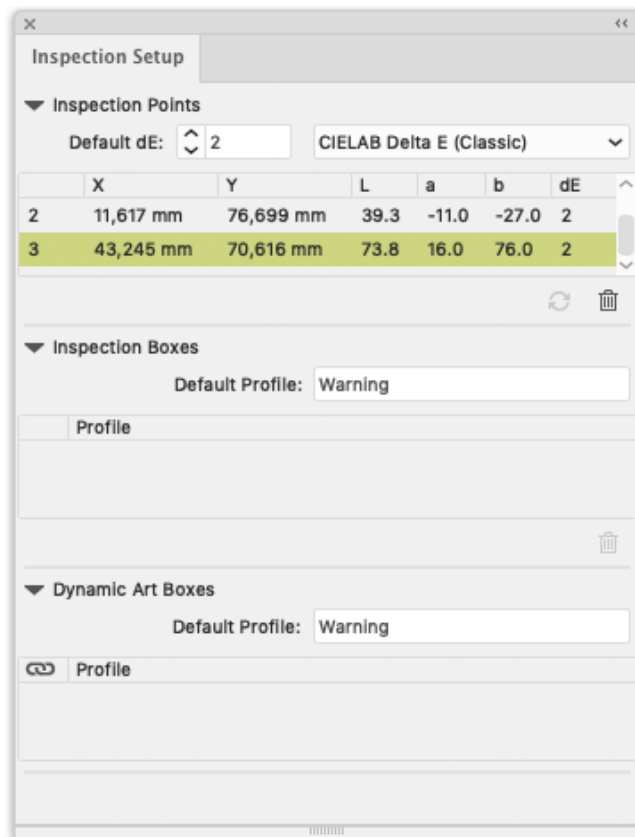 Inspection Setup
Inspection Points
Default dE: 2 CIELAB Delta E (Classic)
X Y L a b dE
2 11,617 mm 76,699 mm 39.3 -11.0 -27.0 2
3 43,245 mm 70,616 mm 73.8 16.0 76.0 2
Inspection Boxes
Default Profile: Warning
Profile
Dynamic Art Boxes
Default Profile: Warning
Profile